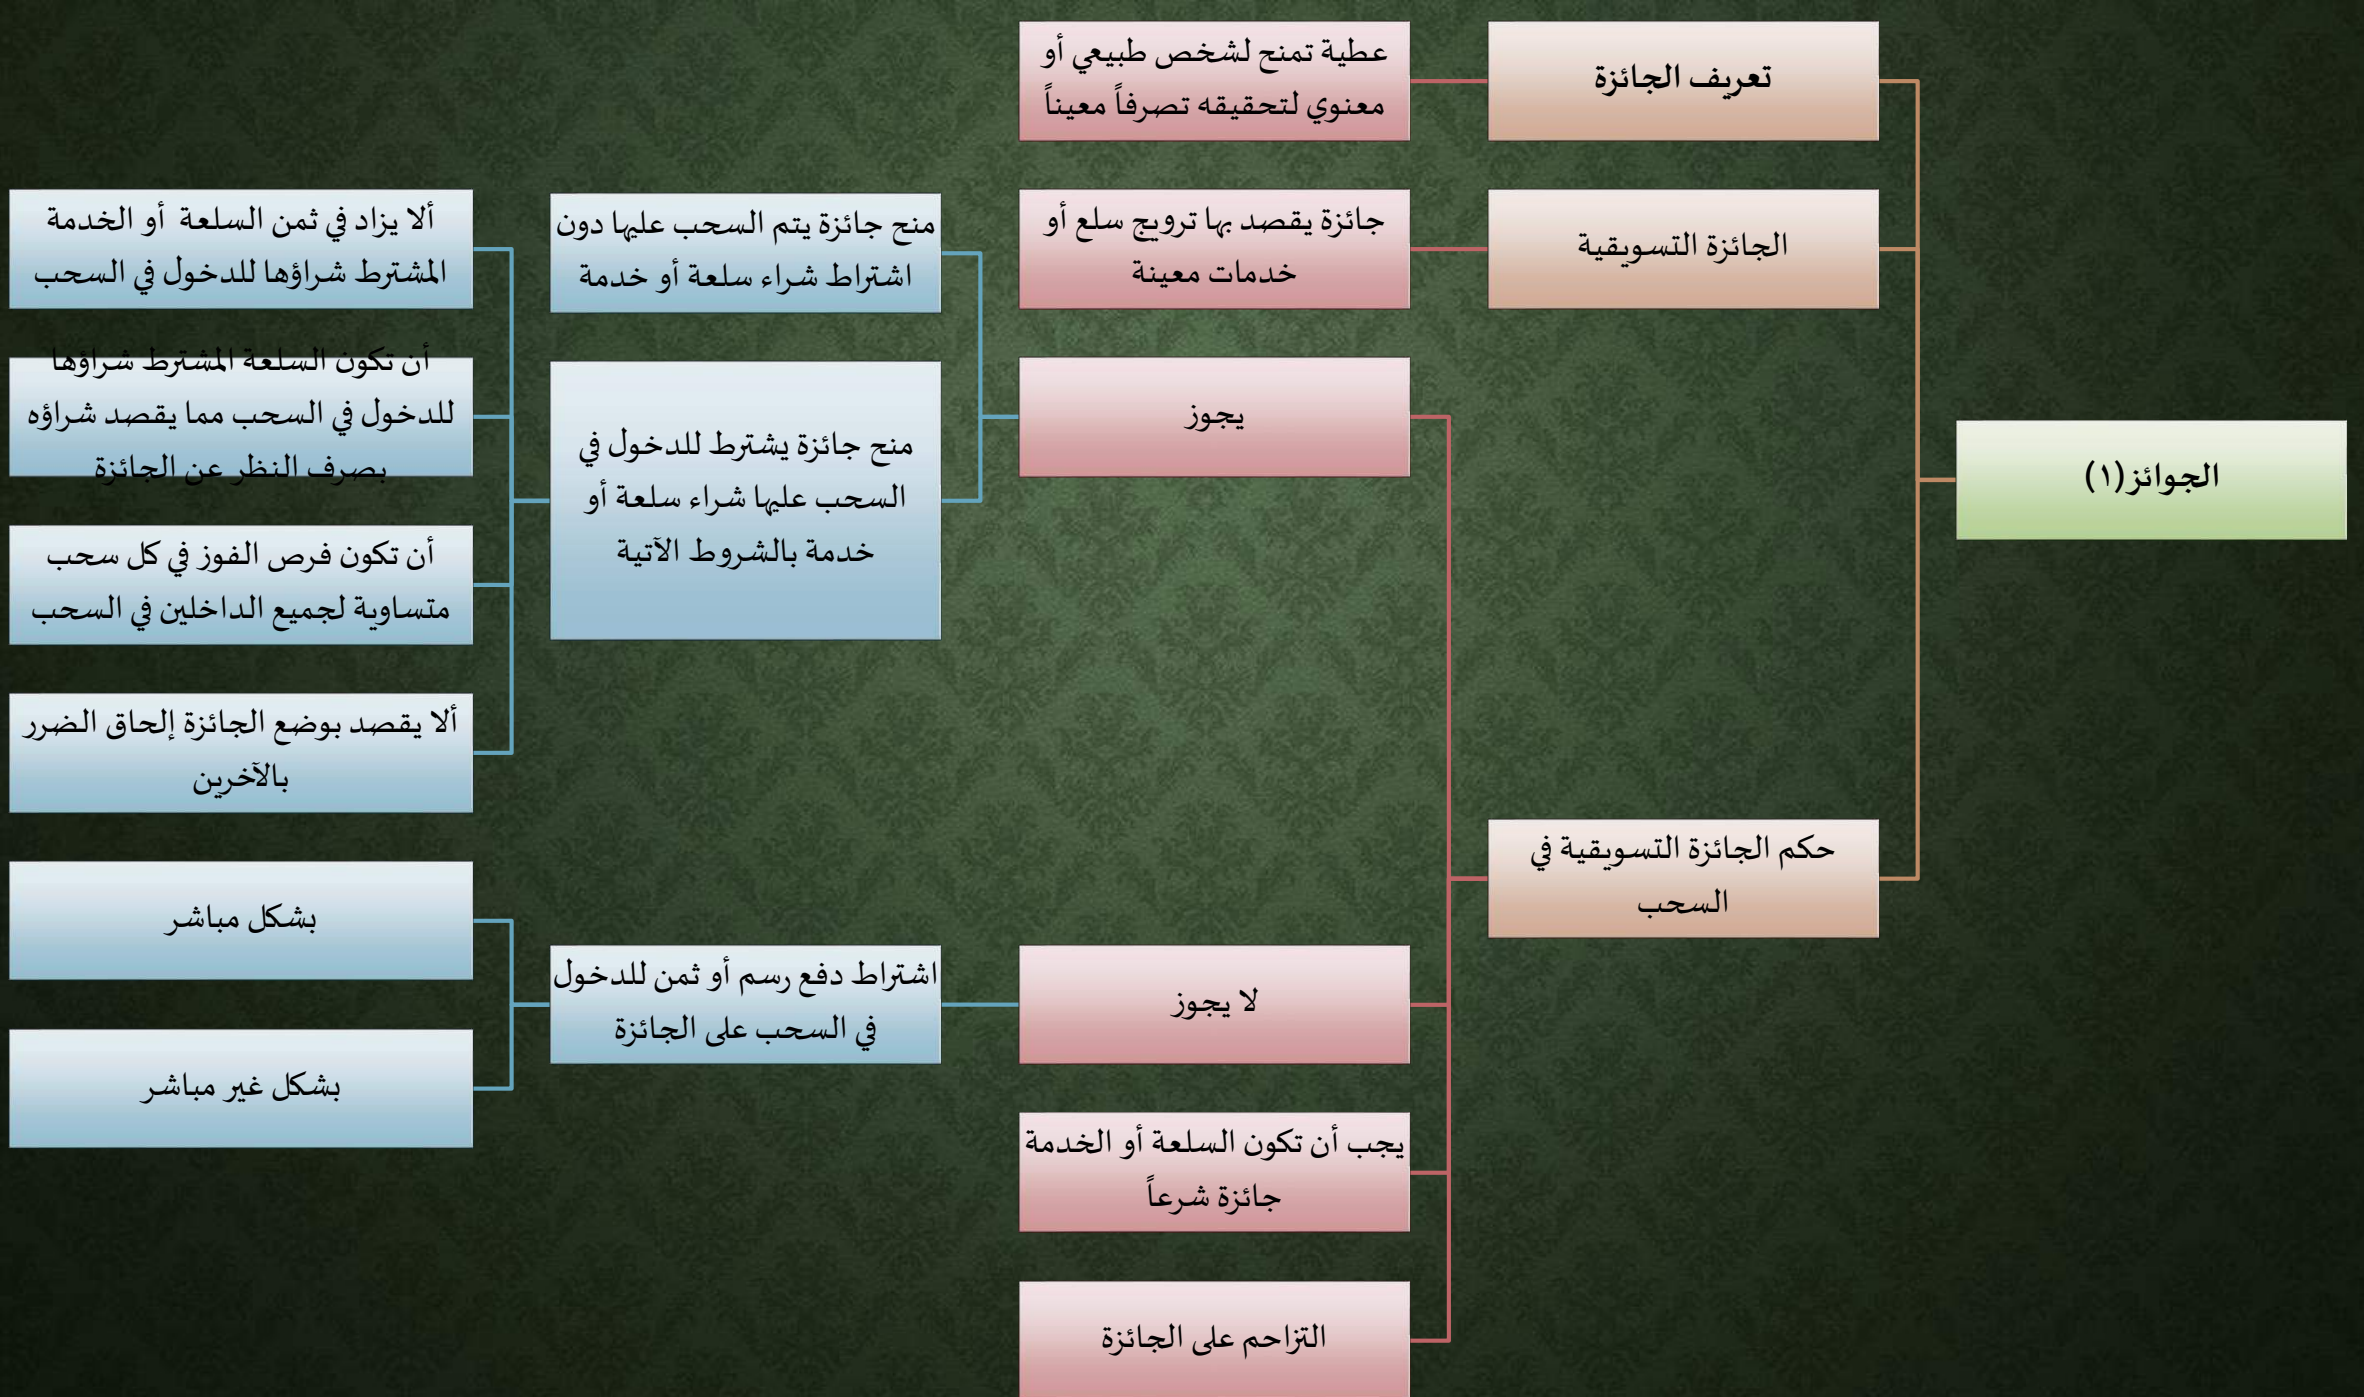 الجوائز(١)
تعريف الجائزة
عطية تمنح لشخص طبيعي أو
معنوي لتحقيقه تصرفاً معيناً
الجائزة التسويقية
جائزة يقصد بها ترويج سلع أو
خدمات معينة
حكم الجائزة التسويقية في
السحب
يجوز
منح جائزة يتم السحب عليها دون
اشتراط شراء سلعة أو خدمة
منح جائزة يشترط للدخول في
السحب عليها شراء سلعة أو
خدمة بالشروط الآتية
ألا يزاد في ثمن السلعة أو الخدمة
المشترط شراؤها للدخول في السحب
أن تكون السلعة المشترط شراؤها
للدخول في السحب مما يقصد شراؤه
بصرف النظر عن الجائزة
أن تكون فرص الفوز في كل سحب
متساوية لجميع الداخلين في السحب
ألا يقصد بوضع الجائزة إلحاق الضرر
بالآخرين
لا يجوز
اشتراط دفع رسم أو ثمن للدخول
في السحب على الجائزة
بشكل مباشر
بشكل غير مباشر
يجب أن تكون السلعة أو الخدمة
جائزة شرعاً
التزاحم على الجائزة